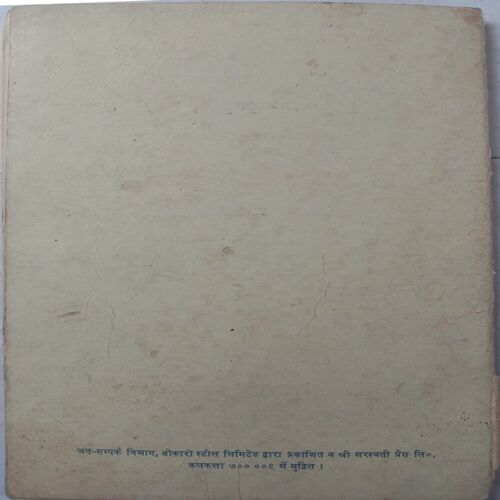 जन-सम्पर्क विभाग, बोकारो स्टील लिमिटेड द्वारा प्रकाशित व श्री सरस्वती प्रेस लि०,
कलकत्ता ७०० ००९ में मुद्रित ।